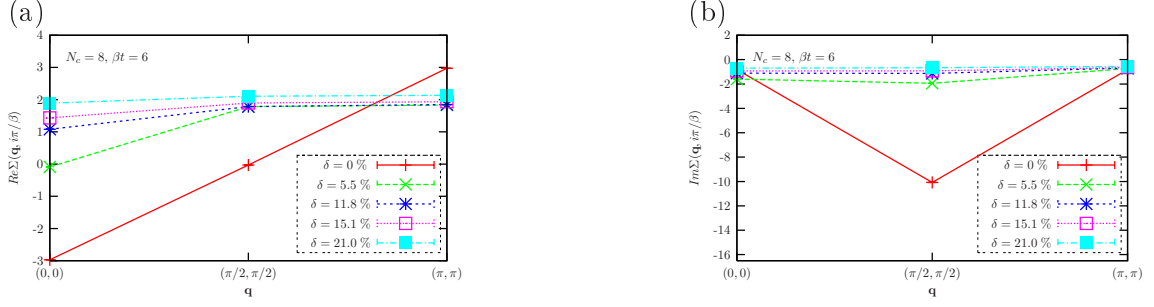 (a)
4
3
2
1
0
-1
-2
-3
ReΣ(q, iπ/β)
N_c = 8, βt = 6
δ = 0 %
δ = 5.5 %
δ = 11.8 %
δ = 15.1 %
δ = 21.0 %
(0, 0)
(π/2, π/2)
(π, π)
q
(b)
2
0
-2
-4
-6
-8
-10
-12
-14
-16
ImΣ(q, iπ/β)
N_c = 8, βt = 6
δ = 0 %
δ = 5.5 %
δ = 11.8 %
δ = 15.1 %
δ = 21.0 %
(0, 0)
(π/2, π/2)
(π, π)
q